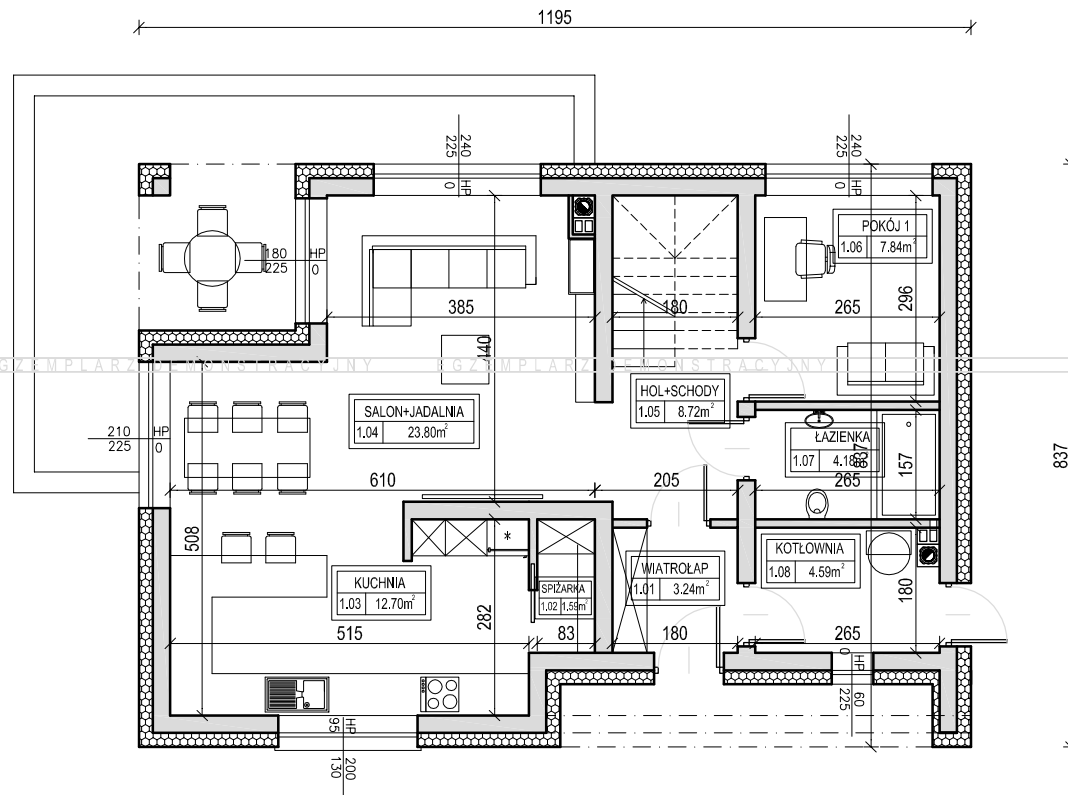 1195
240
225
HP
0
240
225
HP
0
POKÓJ 1
1.06 7.84m²
180
225
HP
0
385
180
265
296
440
EGZEMPLARZ DEMONSTRACYJNY
EGZEMPLARZ DEMONSTRACYJNY
HOL+SCHODY
1.05 8.72m²
SALON+JADALNIA
1.04 23.80m²
210
225
HP
0
ŁAZIENKA
1.07 4.18m²
837
157
837
610
205
265
508
*
KOTŁOWNIA
1.08 4.59m²
WIATROŁAP
1.01 3.24m²
KUCHNIA
1.03 12.70m²
SPIŻARKA
1.02 1.59m²
282
180
515
83
180
265
HP
0
60
225
HP
95
200
130